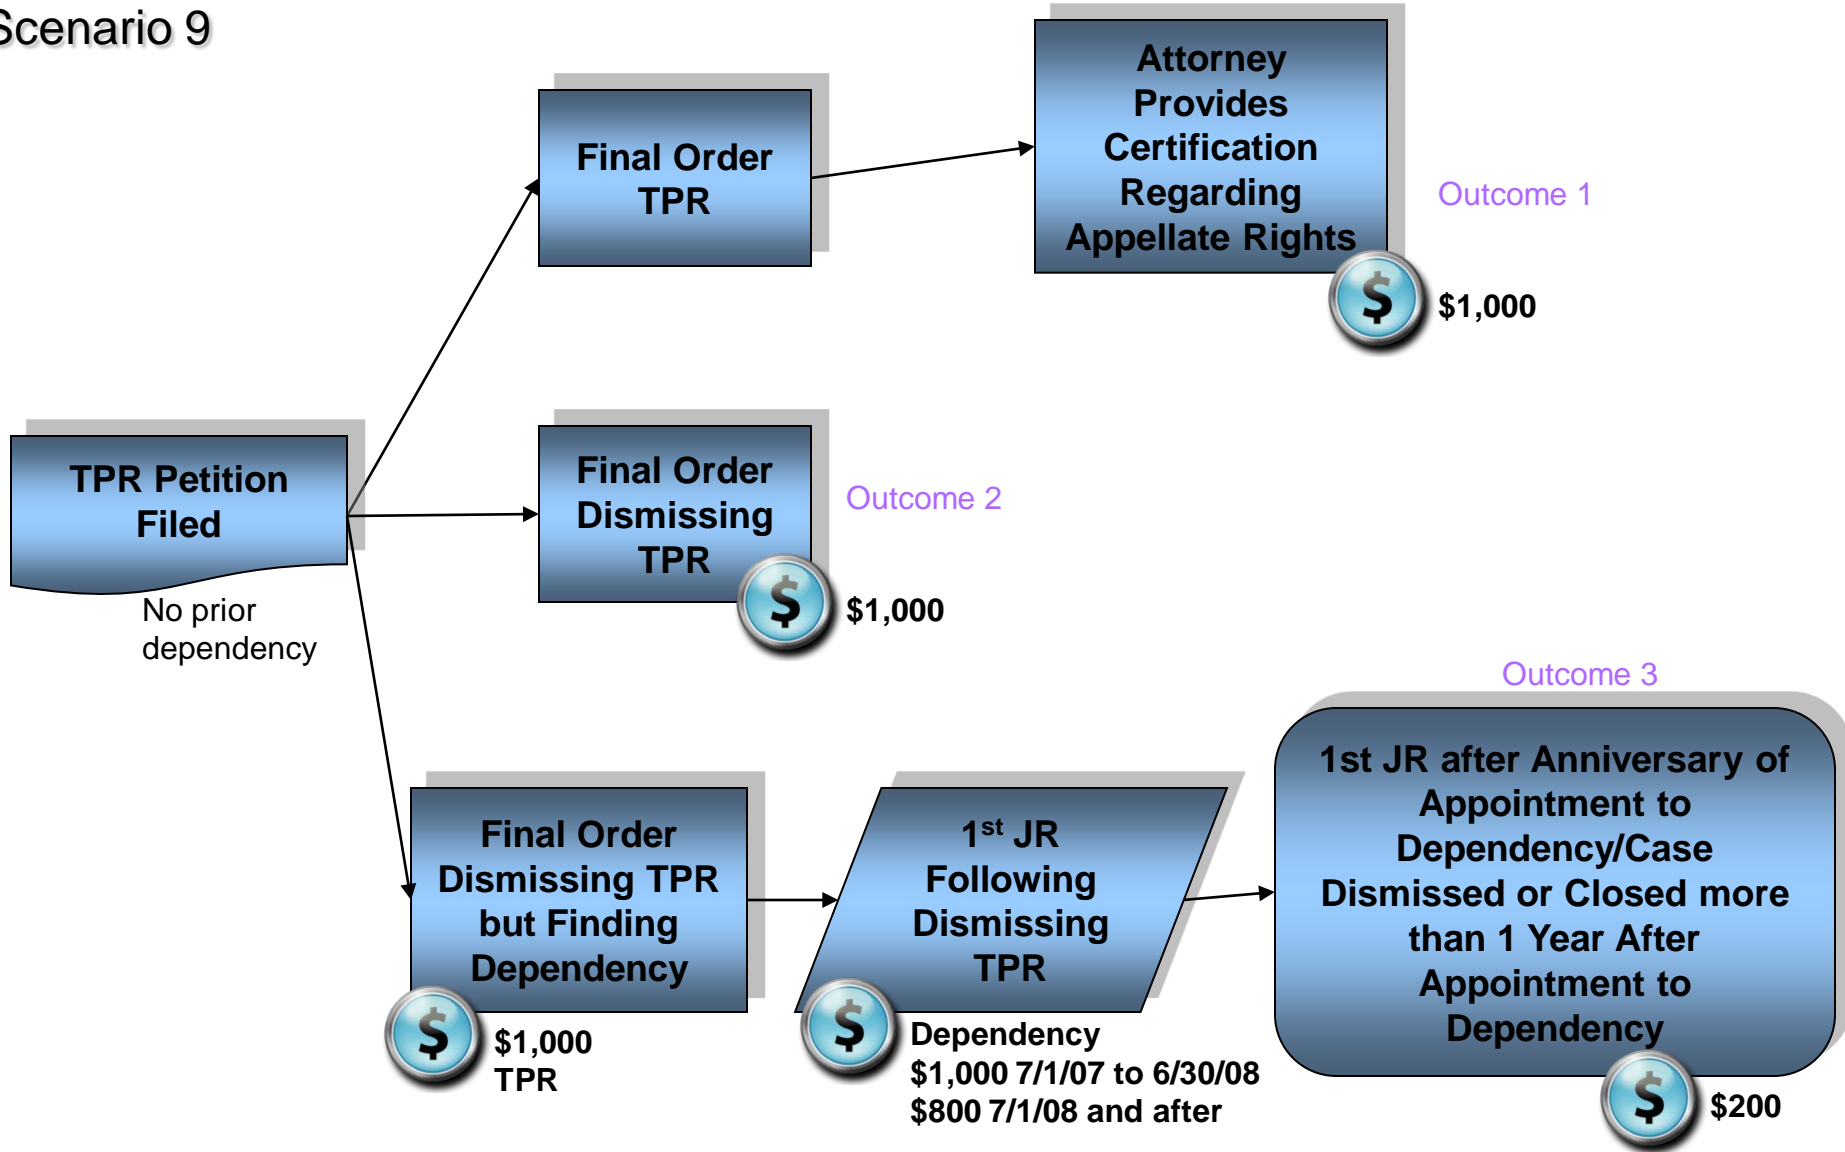 Scenario 9
Attorney
Provides
Certification
Regarding
Appellate Rights
Outcome 1
$
$1,000
Final Order
TPR
TPR Petition
Filed
No prior
dependency
Final Order
Dismissing
TPR
Outcome 2
$
$1,000
Final Order
Dismissing TPR
but Finding
Dependency
$
$1,000
TPR
1st JR
Following
Dismissing
TPR
$
Dependency
$1,000 7/1/07 to 6/30/08
$800 7/1/08 and after
Outcome 3
1st JR after Anniversary of
Appointment to
Dependency/Case
Dismissed or Closed more
than 1 Year After
Appointment to
Dependency
$
$200